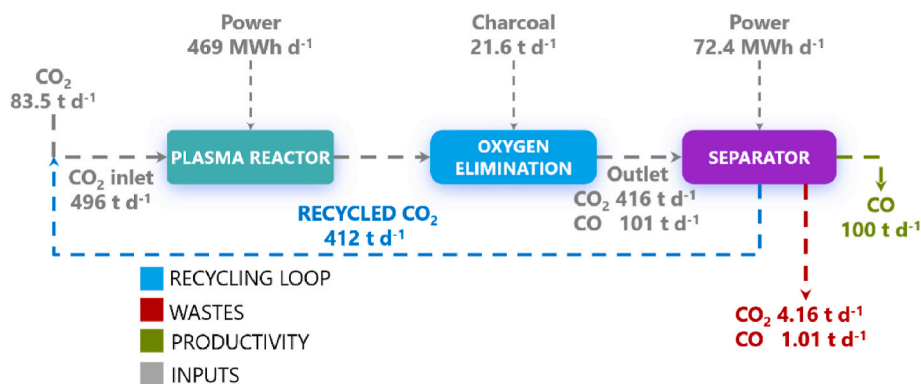 Power
469 MWh d⁻¹
Charcoal
21.6 t d⁻¹
Power
72.4 MWh d⁻¹
CO₂
83.5 t d⁻¹
PLASMA REACTOR
OXYGEN
ELIMINATION
SEPARATOR
CO₂ inlet
496 t d⁻¹
Outlet
CO₂ 416 t d⁻¹
CO 101 t d⁻¹
CO
100 t d⁻¹
RECYCLED CO₂
412 t d⁻¹
RECYCLING LOOP
WASTES
PRODUCTIVITY
INPUTS
CO₂ 4.16 t d⁻¹
CO 1.01 t d⁻¹